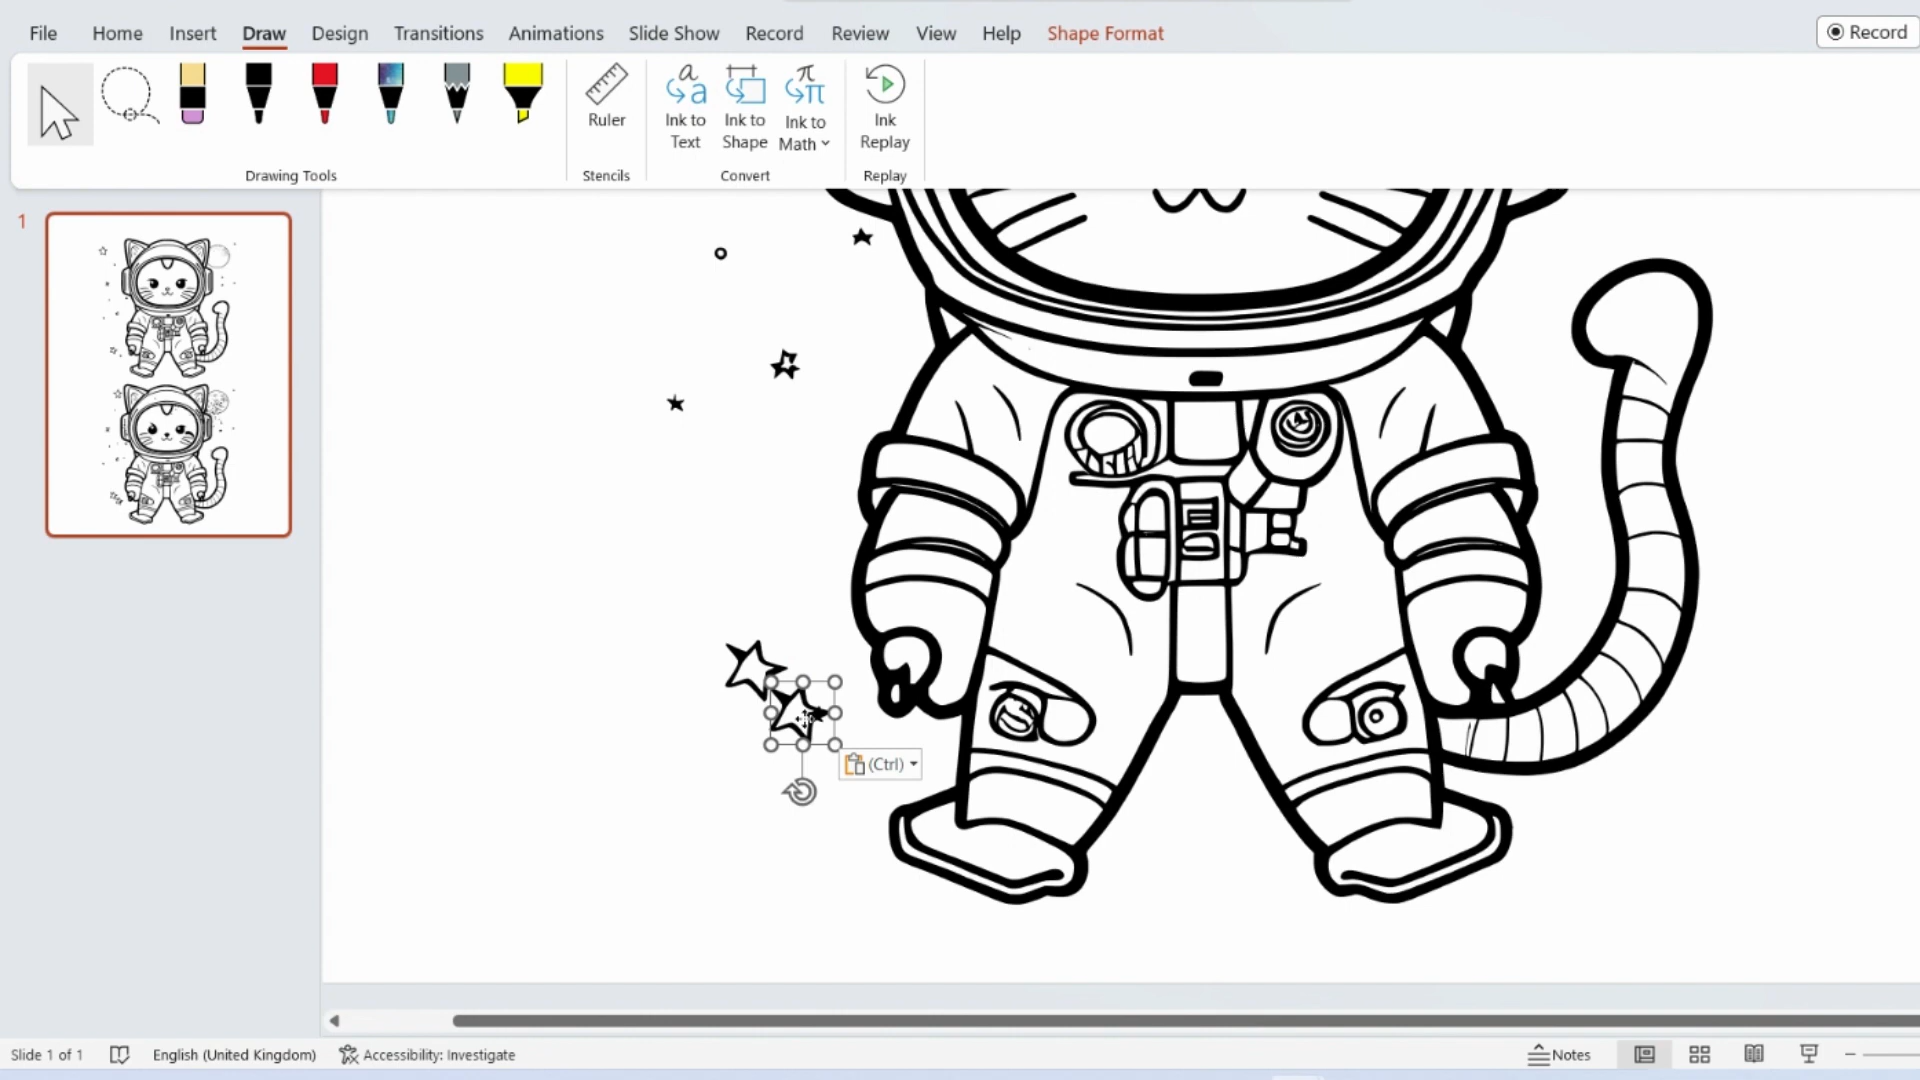 File Home Insert Draw Design Transitions Animations Slide Show Record Review View Help Shape Format Record
Ruler
Ink to Text
Ink to Shape
Ink to Math
Ink Replay
Drawing Tools Stencils Convert Replay
1
(Ctrl)
Slide 1 of 1 English (United Kingdom) Accessibility: Investigate Notes